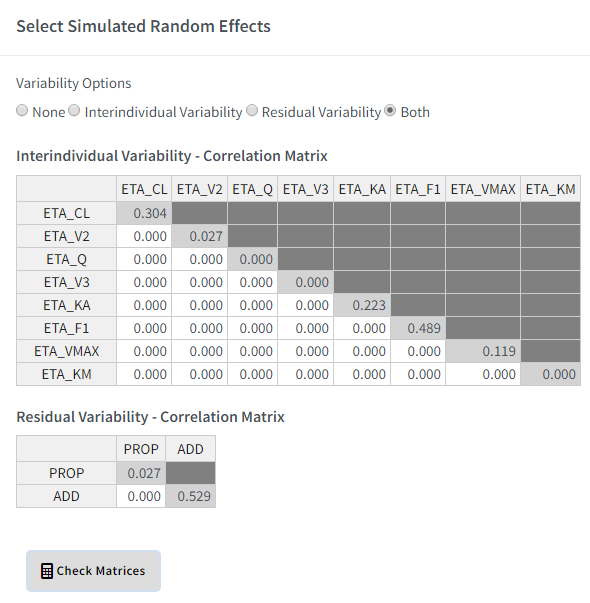 Select Simulated Random Effects
Variability Options
None Interindividual Variability Residual Variability Both
Interindividual Variability - Correlation Matrix
ETA_CL ETA_V2 ETA_Q ETA_V3 ETA_KA ETA_F1 ETA_VMAX ETA_KM
ETA_CL 0.304
ETA_V2 0.000 0.027
ETA_Q 0.000 0.000 0.000
ETA_V3 0.000 0.000 0.000 0.000
ETA_KA 0.000 0.000 0.000 0.000 0.223
ETA_F1 0.000 0.000 0.000 0.000 0.000 0.489
ETA_VMAX 0.000 0.000 0.000 0.000 0.000 0.000 0.119
ETA_KM 0.000 0.000 0.000 0.000 0.000 0.000 0.000 0.000
Residual Variability - Correlation Matrix
PROP ADD
PROP 0.027
ADD 0.000 0.529
Check Matrices